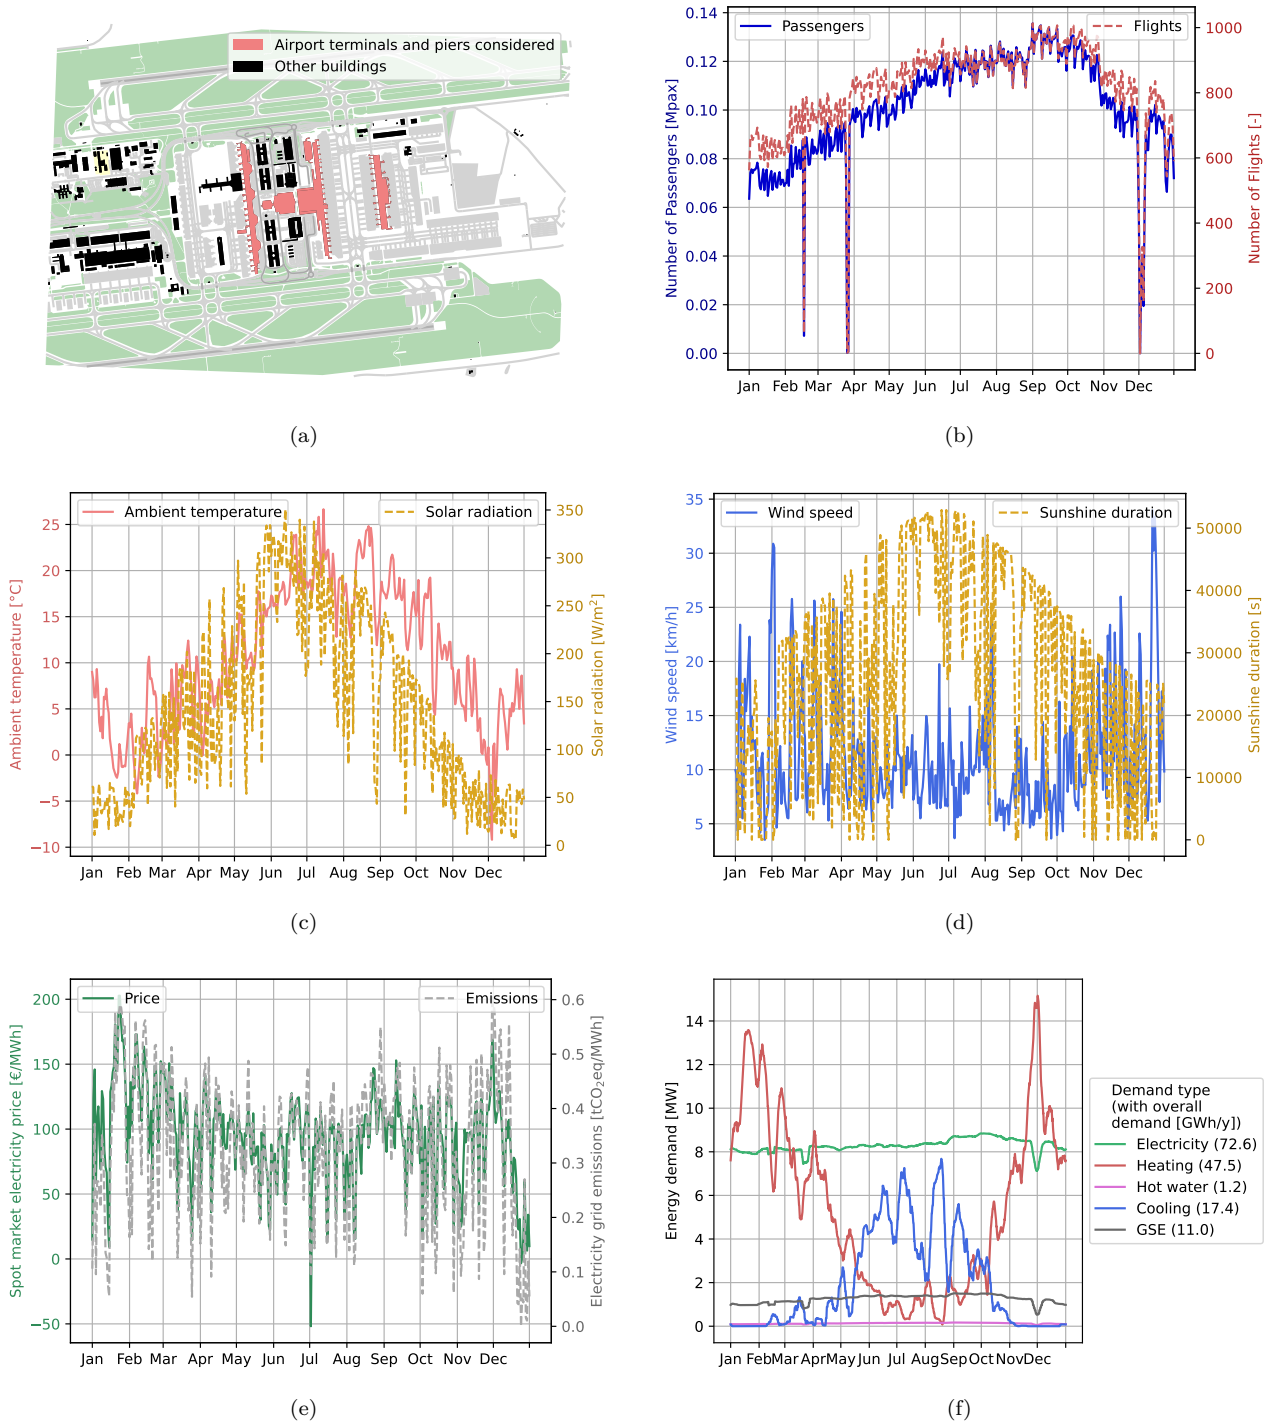 Airport terminals and piers considered
Other buildings
(a)
Passengers
Flights
Number of Passengers [Mpax]
0.14
0.12
0.10
0.08
0.06
0.04
0.02
0.00
1000
800
600
400
200
0
Number of Flights [-]
Jan Feb Mar Apr May Jun Jul Aug Sep Oct Nov Dec
(b)
Ambient temperature
Solar radiation
Ambient temperature [°C]
25
20
15
10
5
0
−5
−10
350
300
250
200
150
100
50
0
Solar radiation [W/m²]
Jan Feb Mar Apr May Jun Jul Aug Sep Oct Nov Dec
(c)
Wind speed
Sunshine duration
Wind speed [km/h]
35
30
25
20
15
10
5
50000
40000
30000
20000
10000
0
Sunshine duration [s]
Jan Feb Mar Apr May Jun Jul Aug Sep Oct Nov Dec
(d)
Price
Emissions
Spot market electricity price [€/MWh]
200
150
100
50
0
−50
0.6
0.5
0.4
0.3
0.2
0.1
0.0
Electricity grid emissions [tCO₂eq/MWh]
Jan Feb Mar Apr May Jun Jul Aug Sep Oct Nov Dec
(e)
Energy demand [MW]
14
12
10
8
6
4
2
0
Jan Feb Mar Apr May Jun Jul Aug Sep Oct Nov Dec
Demand type
(with overall
demand [GWh/y])
Electricity (72.6)
Heating (47.5)
Hot water (1.2)
Cooling (17.4)
GSE (11.0)
(f)